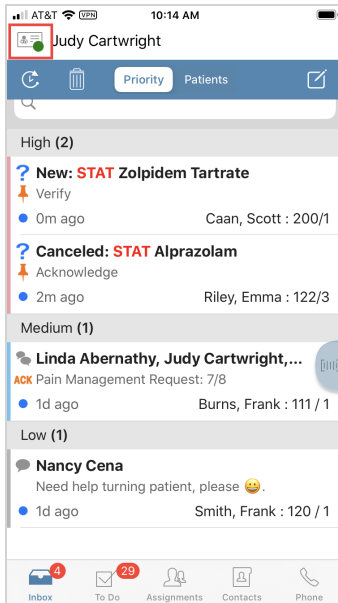 AT&T VPN 10:14 AM
Judy Cartwright
Priority Patients
High (2)
New: STAT Zolpidem Tartrate
Verify
0m ago Caan, Scott : 200/1
Canceled: STAT Alprazolam
Acknowledge
2m ago Riley, Emma : 122/3
Medium (1)
Linda Abernathy, Judy Cartwright,...
ACK Pain Management Request: 7/8
1d ago Burns, Frank : 111 / 1
Low (1)
Nancy Cena
Need help turning patient, please 😀.
1d ago Smith, Frank : 120 / 1
4 29
Inbox To Do Assignments Contacts Phone